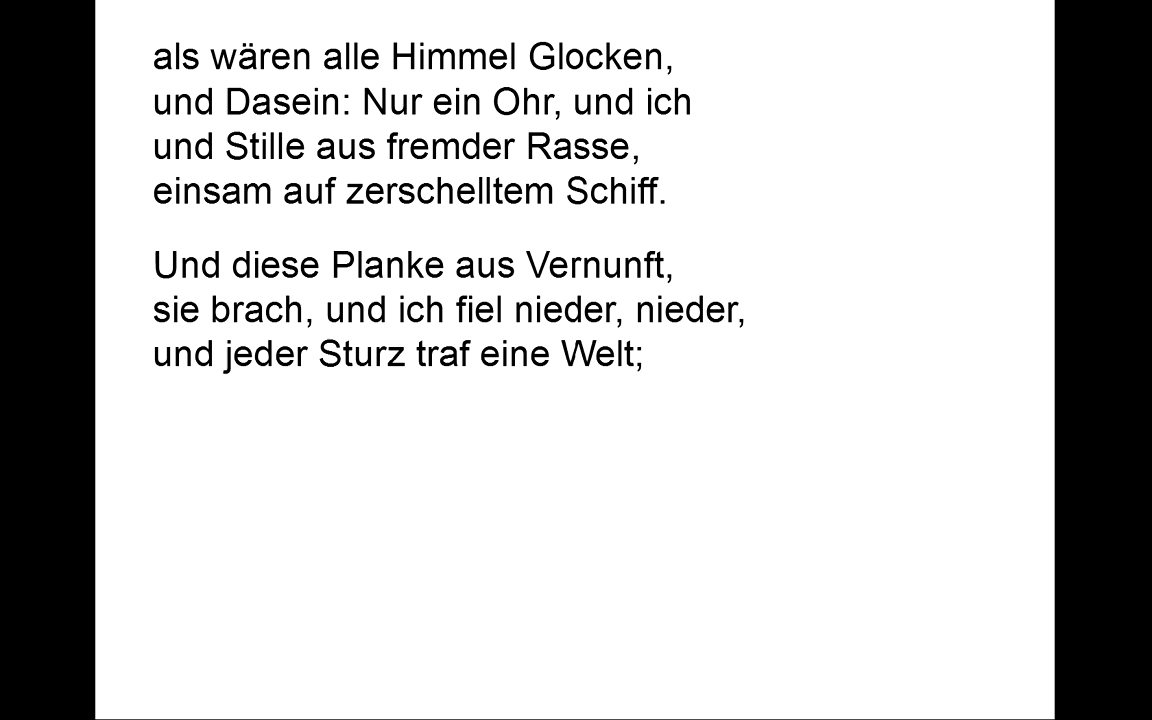 als wären alle Himmel Glocken,
und Dasein: Nur ein Ohr, und ich
und Stille aus fremder Rasse,
einsam auf zerschelltem Schiff.
Und diese Planke aus Vernunft,
sie brach, und ich fiel nieder, nieder,
und jeder Sturz traf eine Welt;